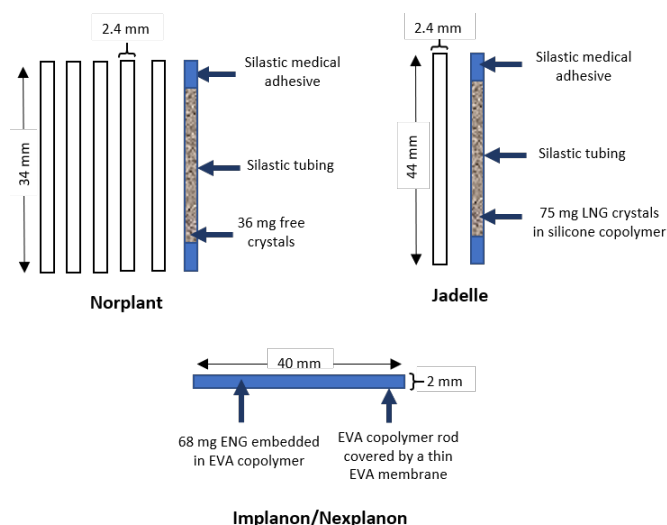 2.4 mm
34 mm
Silastic medical
adhesive
Silastic tubing
36 mg free
crystals
Norplant
2.4 mm
44 mm
Silastic medical
adhesive
Silastic tubing
75 mg LNG crystals
in silicone copolymer
Jadelle
40 mm
2 mm
68 mg ENG embedded
in EVA copolymer
EVA copolymer rod
covered by a thin
EVA membrane
Implanon/Nexplanon